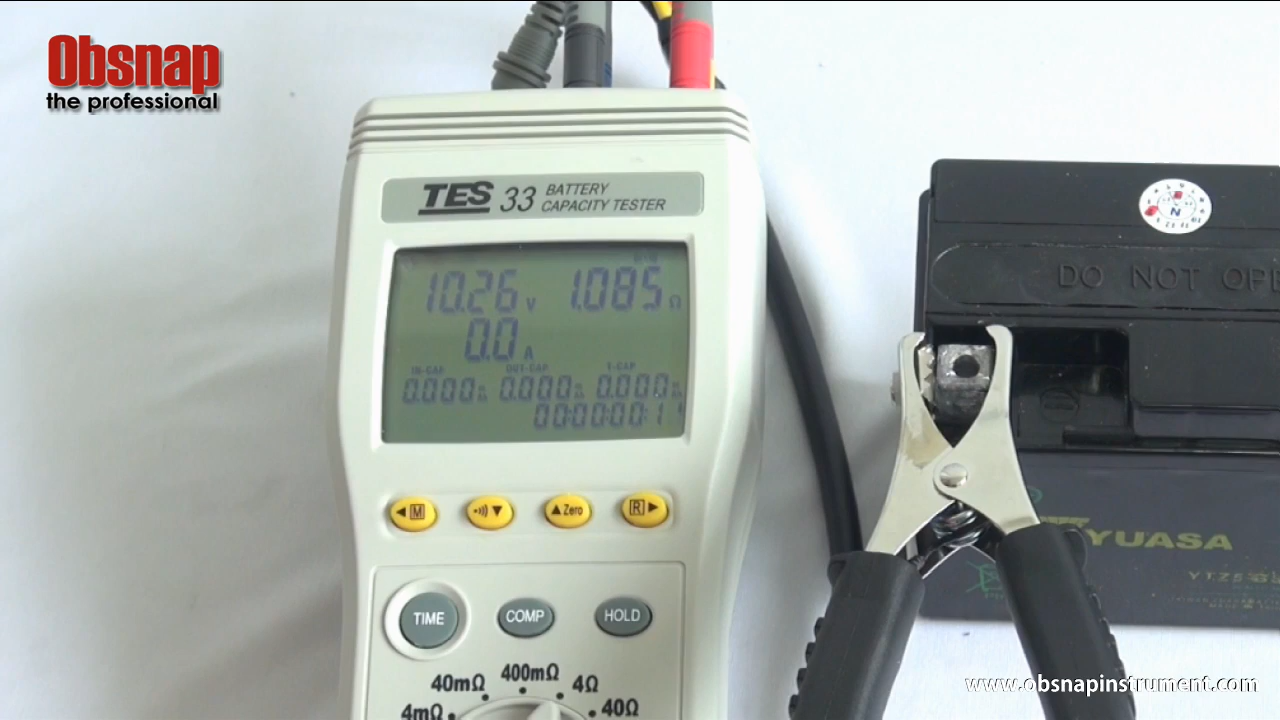 Obsnap
the professional
TES 33 BATTERY
CAPACITY TESTER
10.26 V 1.085 Ω
0.0 A
IN-CAP OUT-CAP T-CAP
0.000 0.000 0.000
00:00:00:1
M Zero R
TIME COMP HOLD
4mΩ 40mΩ 400mΩ 4Ω 40Ω
DO NOT OPE
N
YUASA
www.obsnapinstrument.com